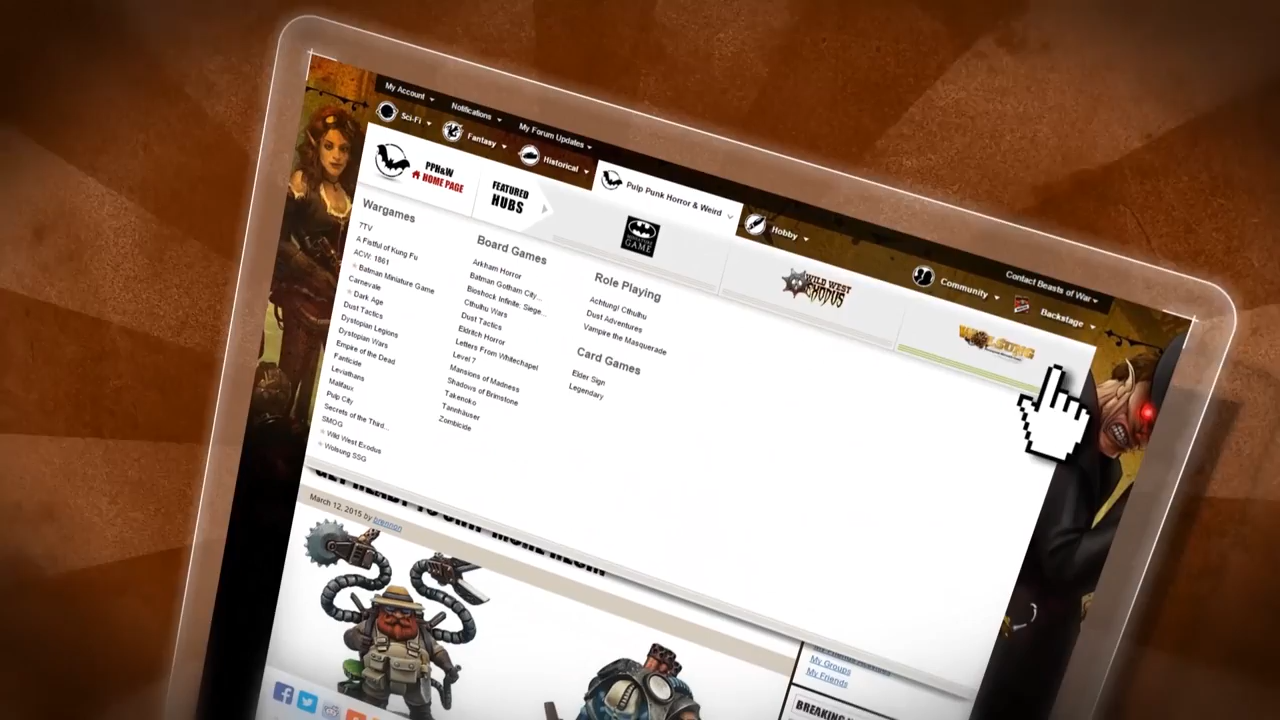 My Account
Notifications
My Forum Updates
Contact Beasts of War
Sci-Fi
Fantasy
Historical
Pulp Punk Horror & Weird
Hobby
Community
Backstage
PPH&W
HOME PAGE
FEATURED
HUBS
GAME
WILD WEST
EXODUS
WOLSUNG
Wargames
7TV
A Fistful of Kung Fu
ACW: 1861
Batman Miniature Game
Carnevale
Dark Age
Dust Tactics
Dystopian Legions
Dystopian Wars
Empire of the Dead
Fanticide
Leviathans
Malifaux
Pulp City
Secrets of the Third...
SMOG
Wild West Exodus
Wolsung SSG
Board Games
Arkham Horror
Batman Gotham City...
Bioshock Infinite: Siege...
Cthulhu Wars
Dust Tactics
Eldritch Horror
Letters From Whitechapel
Level 7
Mansions of Madness
Shadows of Brimstone
Takenoko
Tannhäuser
Zombicide
Role Playing
Achtung! Cthulhu
Dust Adventures
Vampire the Masquerade
Card Games
Elder Sign
Legendary
March 12, 2015 by brennon
My Groups
My Friends
BREAKING